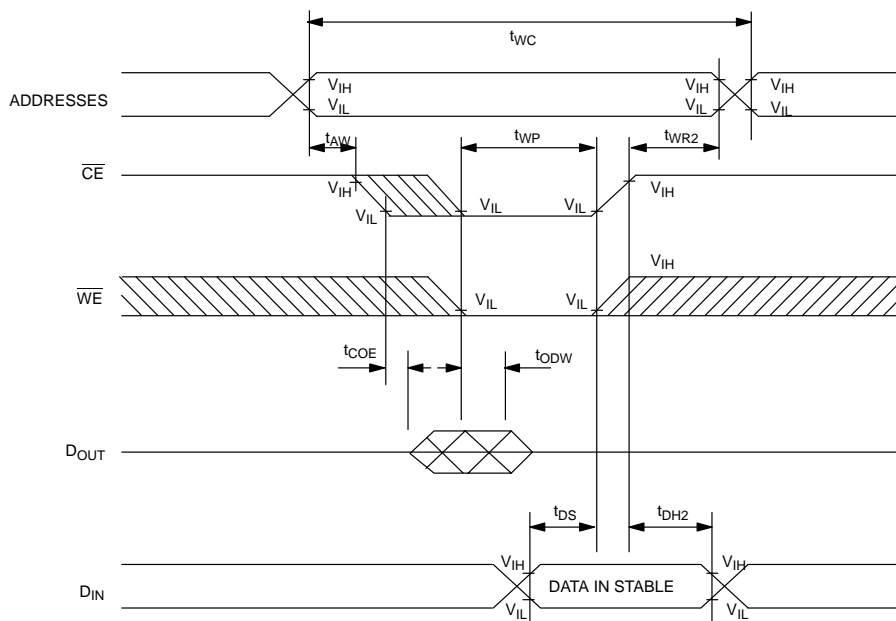 tWC
ADDRESSES
VIH VIH VIH
VIL VIL VIL
tAW tWP tWR2
CE
VIH VIH
VIL VIL VIL
VIH
WE
VIL VIL
tCOE tODW
DOUT
tDS tDH2
VIH VIH
DIN DATA IN STABLE
VIL VIL